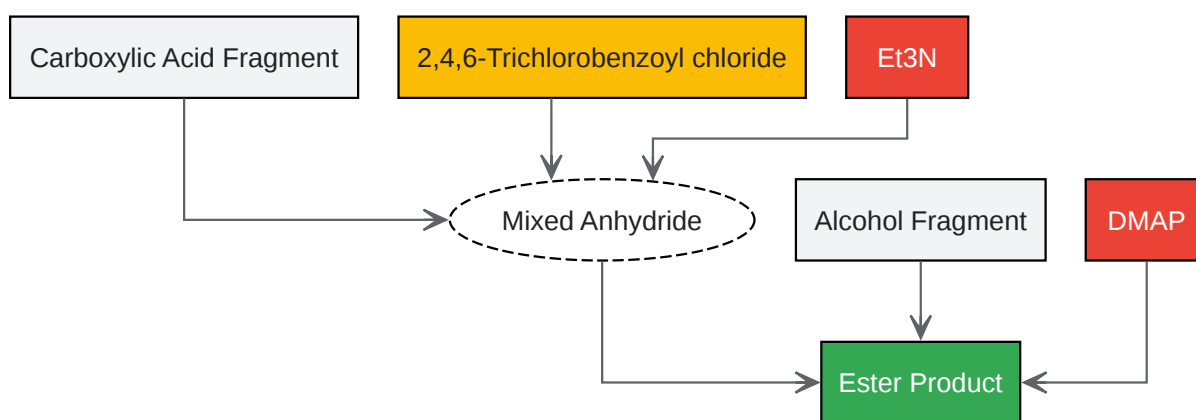 Carboxylic Acid Fragment
2,4,6-Trichlorobenzoyl chloride
Et3N
Mixed Anhydride
Alcohol Fragment
DMAP
Ester Product